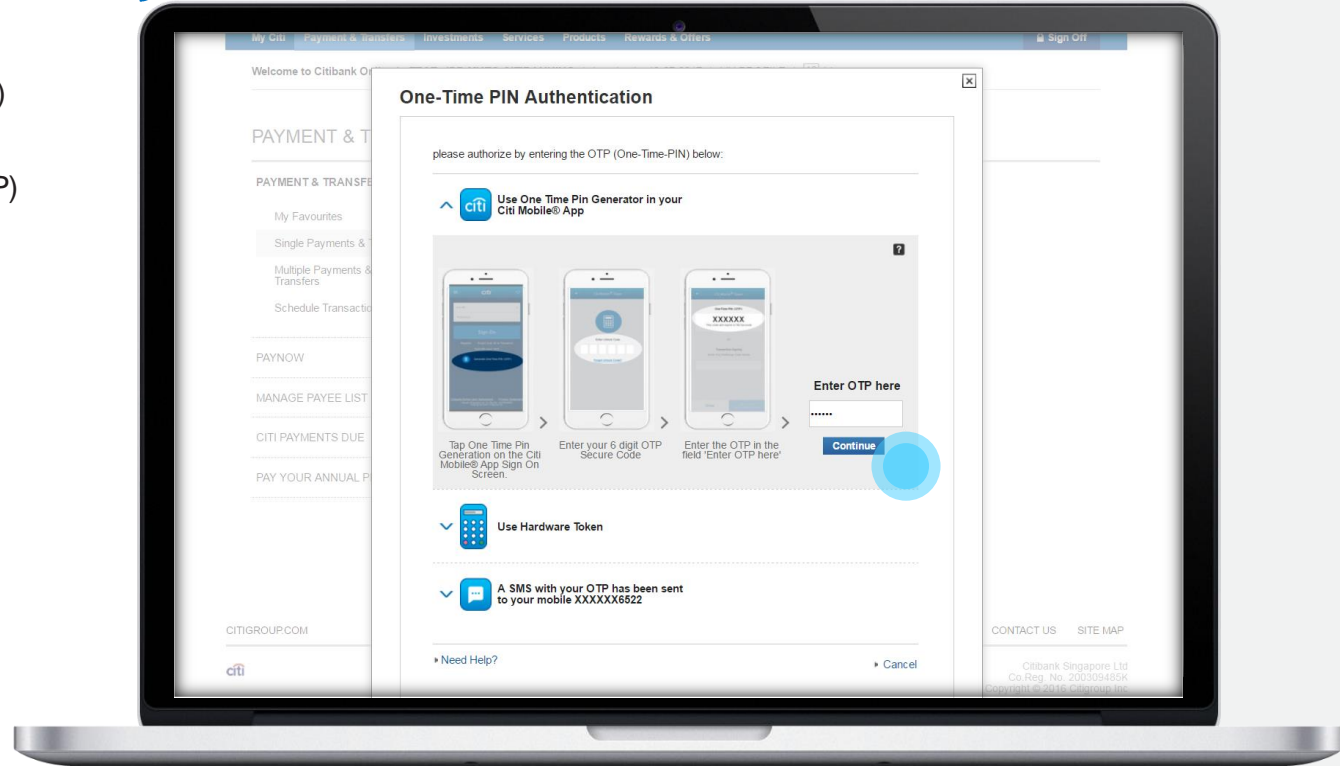 )
P)
My Citi Payment & Transfers Investments Services Products Rewards & Offers Sign Off
Welcome to Citibank
One-Time PIN Authentication
PAYMENT & T
please authorize by entering the OTP (One-Time-PIN) below:
PAYMENT & TRANSFE
My Favourites
Single Payments &
Multiple Payments &
Transfers
Schedule Transactio
PAYNOW
MANAGE PAYEE LIST
CITI PAYMENTS DUE
PAY YOUR ANNUAL P
citi
Use One Time Pin Generator in your
Citi Mobile® App
?
citi
XXXXXX
Tap One Time Pin
Generation on the Citi
Mobile® App Sign On
Screen.
Enter your 6 digit OTP
Secure Code
Enter the OTP in the
field 'Enter OTP here'
Enter OTP here
••••••
Continue
Use Hardware Token
A SMS with your OTP has been sent
to your mobile XXXXXX6522
Need Help?
Cancel
CITIGROUP.COM
CONTACT US SITE MAP
citi
Citibank Singapore Ltd
Co.Reg. No. 200309485K
Copyright © 2016 Citigroup Inc